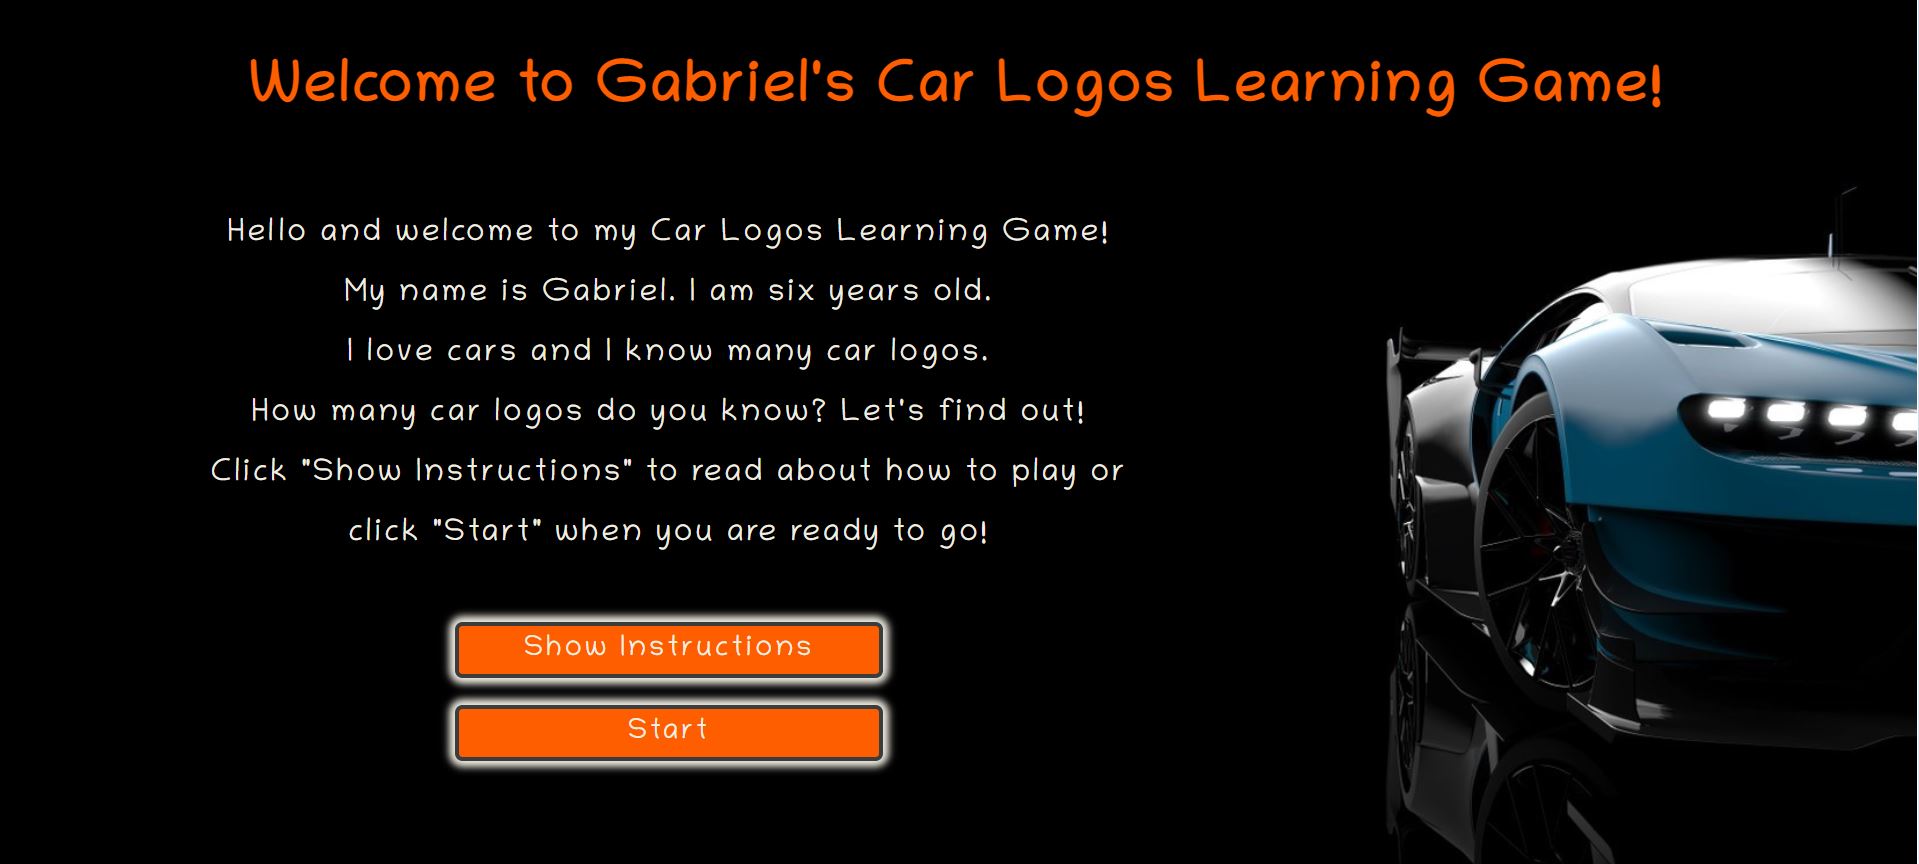 Welcome to Gabriel's Car Logos Learning Game!
Hello and welcome to my Car Logos Learning Game!
My name is Gabriel. I am six years old.
I love cars and I know many car logos.
How many car logos do you know? Let's find out!
Click "Show Instructions" to read about how to play or
click "Start" when you are ready to go!
Show Instructions
Start